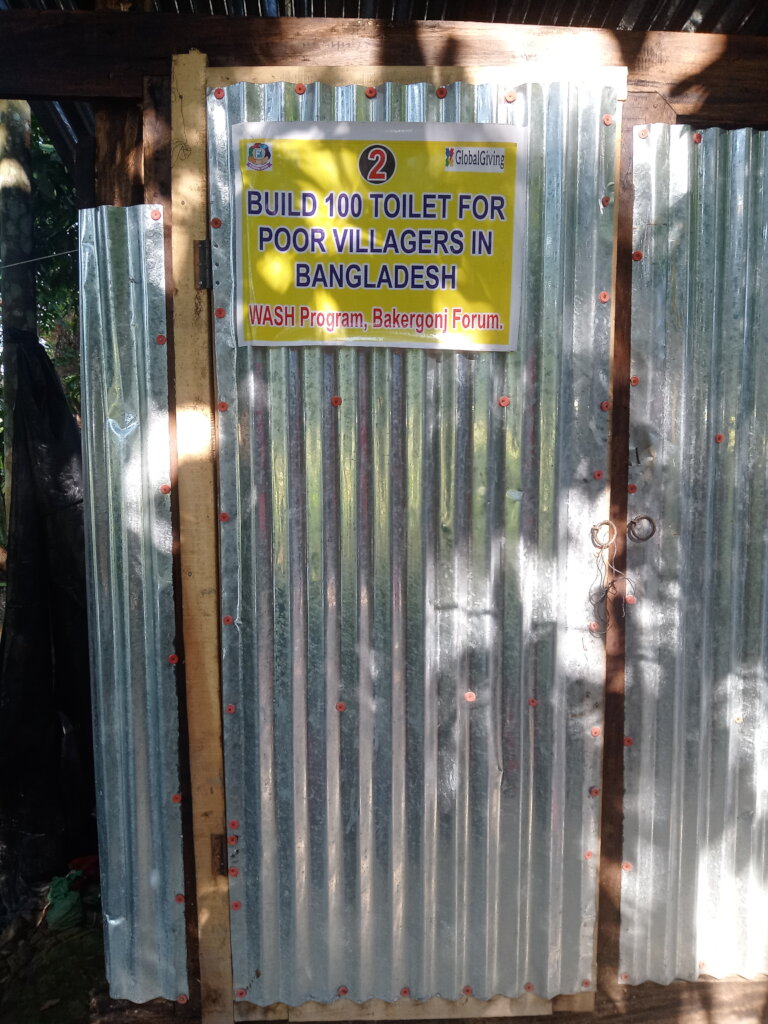 2
GlobalGiving
BUILD 100 TOILET FOR
POOR VILLAGERS IN
BANGLADESH
WASH Program, Bakergonj Forum.